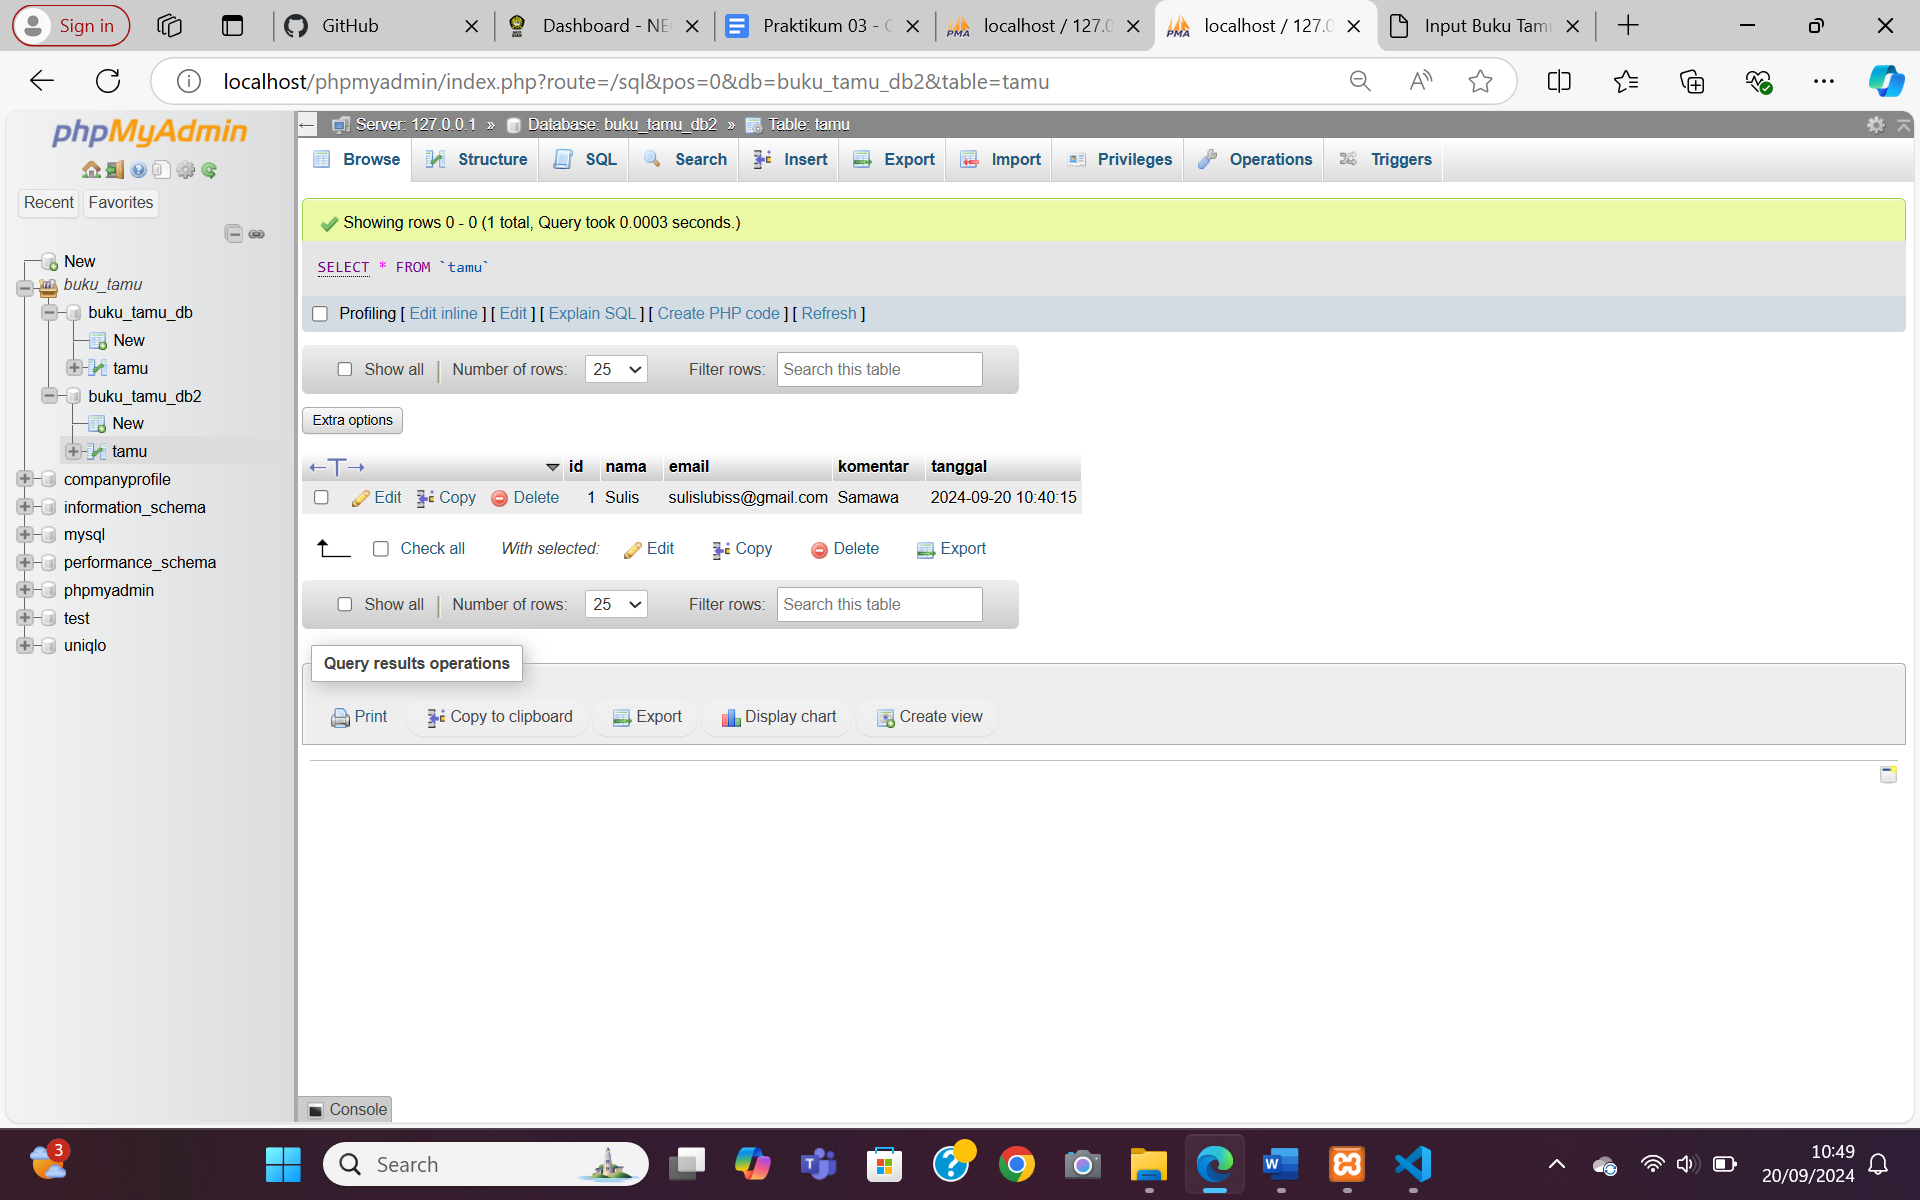 Sign in GitHub Dashboard - NE Praktikum 03 - localhost / 127.0 localhost / 127.0 Input Buku Tam
localhost/phpmyadmin/index.php?route=/sql&pos=0&db=buku_tamu_db2&table=tamu
phpMyAdmin
Recent Favorites
New
buku_tamu
buku_tamu_db
New
tamu
buku_tamu_db2
New
tamu
companyprofile
information_schema
mysql
performance_schema
phpmyadmin
test
uniqlo
Server: 127.0.0.1 » Database: buku_tamu_db2 » Table: tamu
Browse Structure SQL Search Insert Export Import Privileges Operations Triggers
Showing rows 0 - 0 (1 total, Query took 0.0003 seconds.)
SELECT * FROM `tamu`
Profiling [ Edit inline ] [ Edit ] [ Explain SQL ] [ Create PHP code ] [ Refresh ]
Show all Number of rows: 25 Filter rows: Search this table
Extra options
←T→ id nama email komentar tanggal
Edit Copy Delete 1 Sulis sulislubiss@gmail.com Samawa 2024-09-20 10:40:15
Check all With selected: Edit Copy Delete Export
Show all Number of rows: 25 Filter rows: Search this table
Query results operations
Print Copy to clipboard Export Display chart Create view
Console
3 Search 10:49
20/09/2024